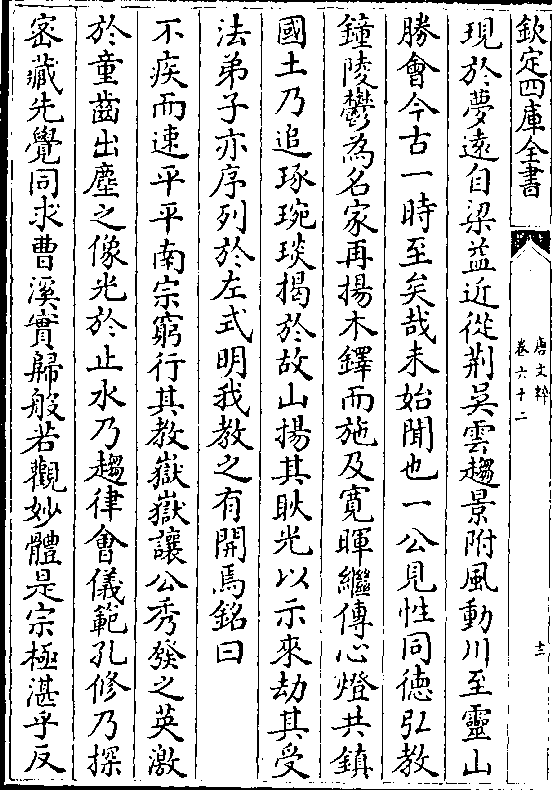 欽定四庫全書
唐文粹
卷六十二
十三
現於夢遠自梁益近從荆吳雲趨景附風動川至靈山
勝會今古一時至矣哉未始聞也一公見性同德弘教
鐘陵鬱為名家再揚木鐸而施及寛暉繼傳心燈共鎮
國土乃追琢琬琰揭於故山揚其耿光以示來劫其受
法弟子亦序列於左式明我教之有開焉銘曰
不疾而速平平南宗窮行其教嶽嶽讓公秀發之英激
於童齒出塵之像光於止水乃趨律會儀範孔修乃探
宻藏先覺同求曹溪實歸般若觀妙體是宗極湛乎反